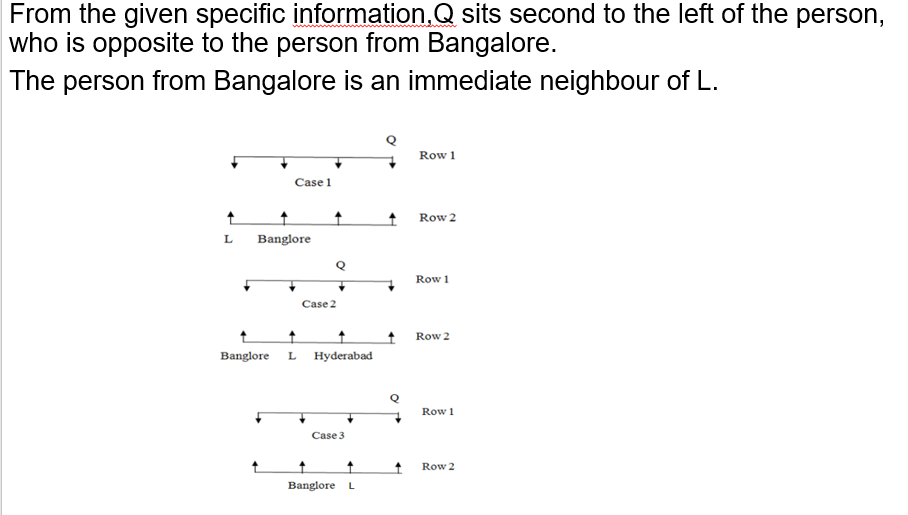 From the given specific information,Q sits second to the left of the person,
who is opposite to the person from Bangalore.
The person from Bangalore is an immediate neighbour of L.
Q
Row 1
Case 1
Row 2
L Banglore
Q
Row 1
Case 2
Row 2
Banglore L Hyderabad
Q
Row 1
Case 3
Row 2
Banglore L